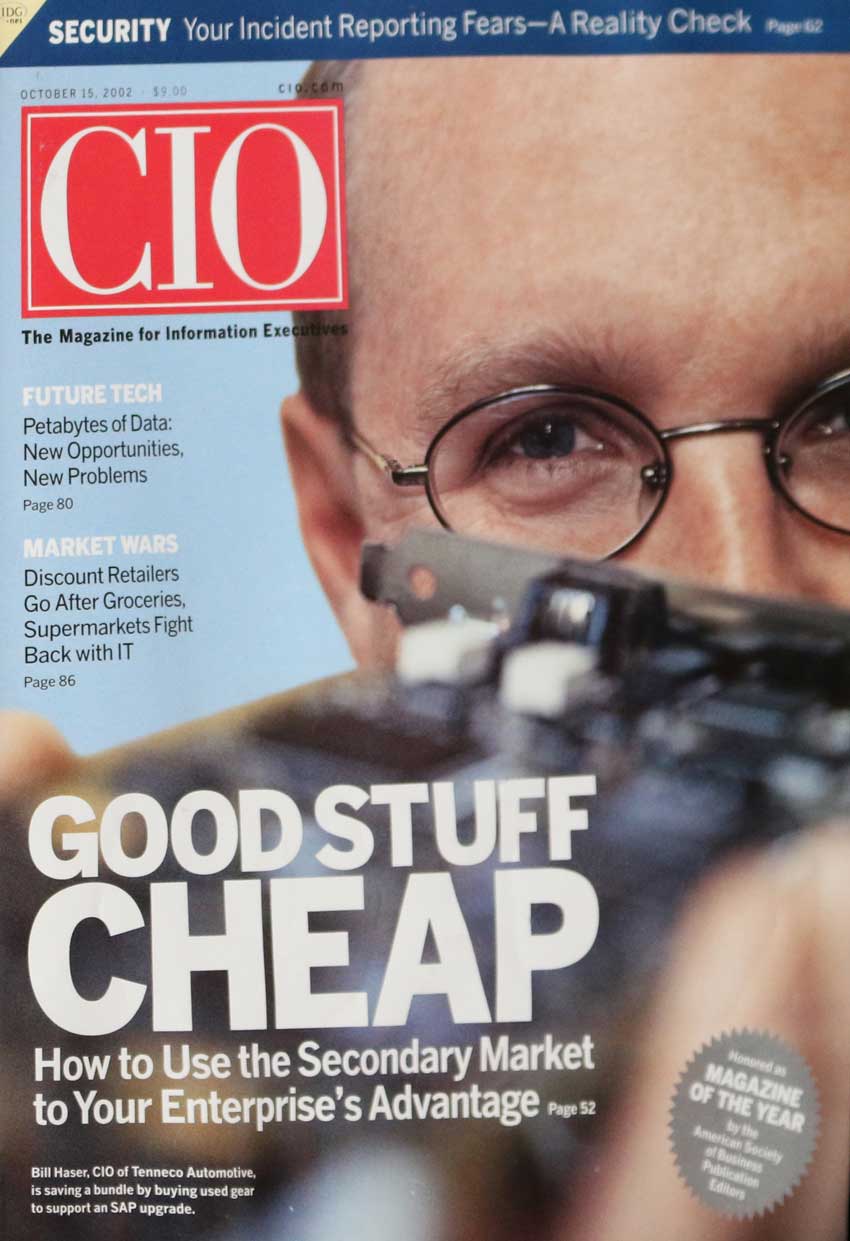 IDG
SECURITY Your Incident Reporting Fears—A Reality Check Page 62
OCTOBER 15, 2002 · $9.00
cio.com
CIO
The Magazine for Information Executives
FUTURE TECH
Petabytes of Data:
New Opportunities,
New Problems
Page 80
MARKET WARS
Discount Retailers
Go After Groceries,
Supermarkets Fight
Back with IT
Page 86
GOOD STUFF
CHEAP
How to Use the Secondary Market
to Your Enterprise's Advantage Page 52
Bill Haser, CIO of Tenneco Automotive,
is saving a bundle by buying used gear
to support an SAP upgrade.
Honored as
MAGAZINE
OF THE YEAR
by the
American Society
of Business
Publication
Editors